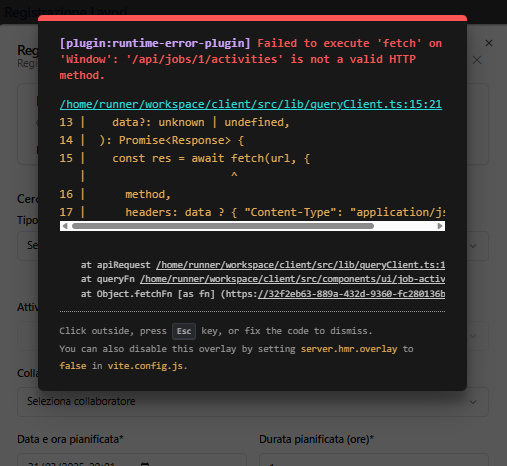 Registrazione Lavori
[plugin:runtime-error-plugin] Failed to execute 'fetch' on
'Window': '/api/jobs/1/activities' is not a valid HTTP
method.
/home/runner/workspace/client/src/lib/queryClient.ts:15:21
13 |    data?: unknown | undefined,
14 |  ): Promise<Response> {
15 |    const res = await fetch(url, {
   |                      ^
16 |      method,
17 |      headers: data ? { "Content-Type": "application/js
at apiRequest /home/runner/workspace/client/src/lib/queryClient.ts:1
at queryFn /home/runner/workspace/client/src/components/ui/job-activ
at Object.fetchFn [as fn] (https://32f2eb63-889a-432d-9360-fc280136b
Click outside, press Esc key, or fix the code to dismiss.
You can also disable this overlay by setting server.hmr.overlay to
false in vite.config.js.
Reg
Regi
Cerc
Tipo
Se
Attiv
Colla
Seleziona collaboratore
Data e ora pianificata*
Durata pianificata (ore)*